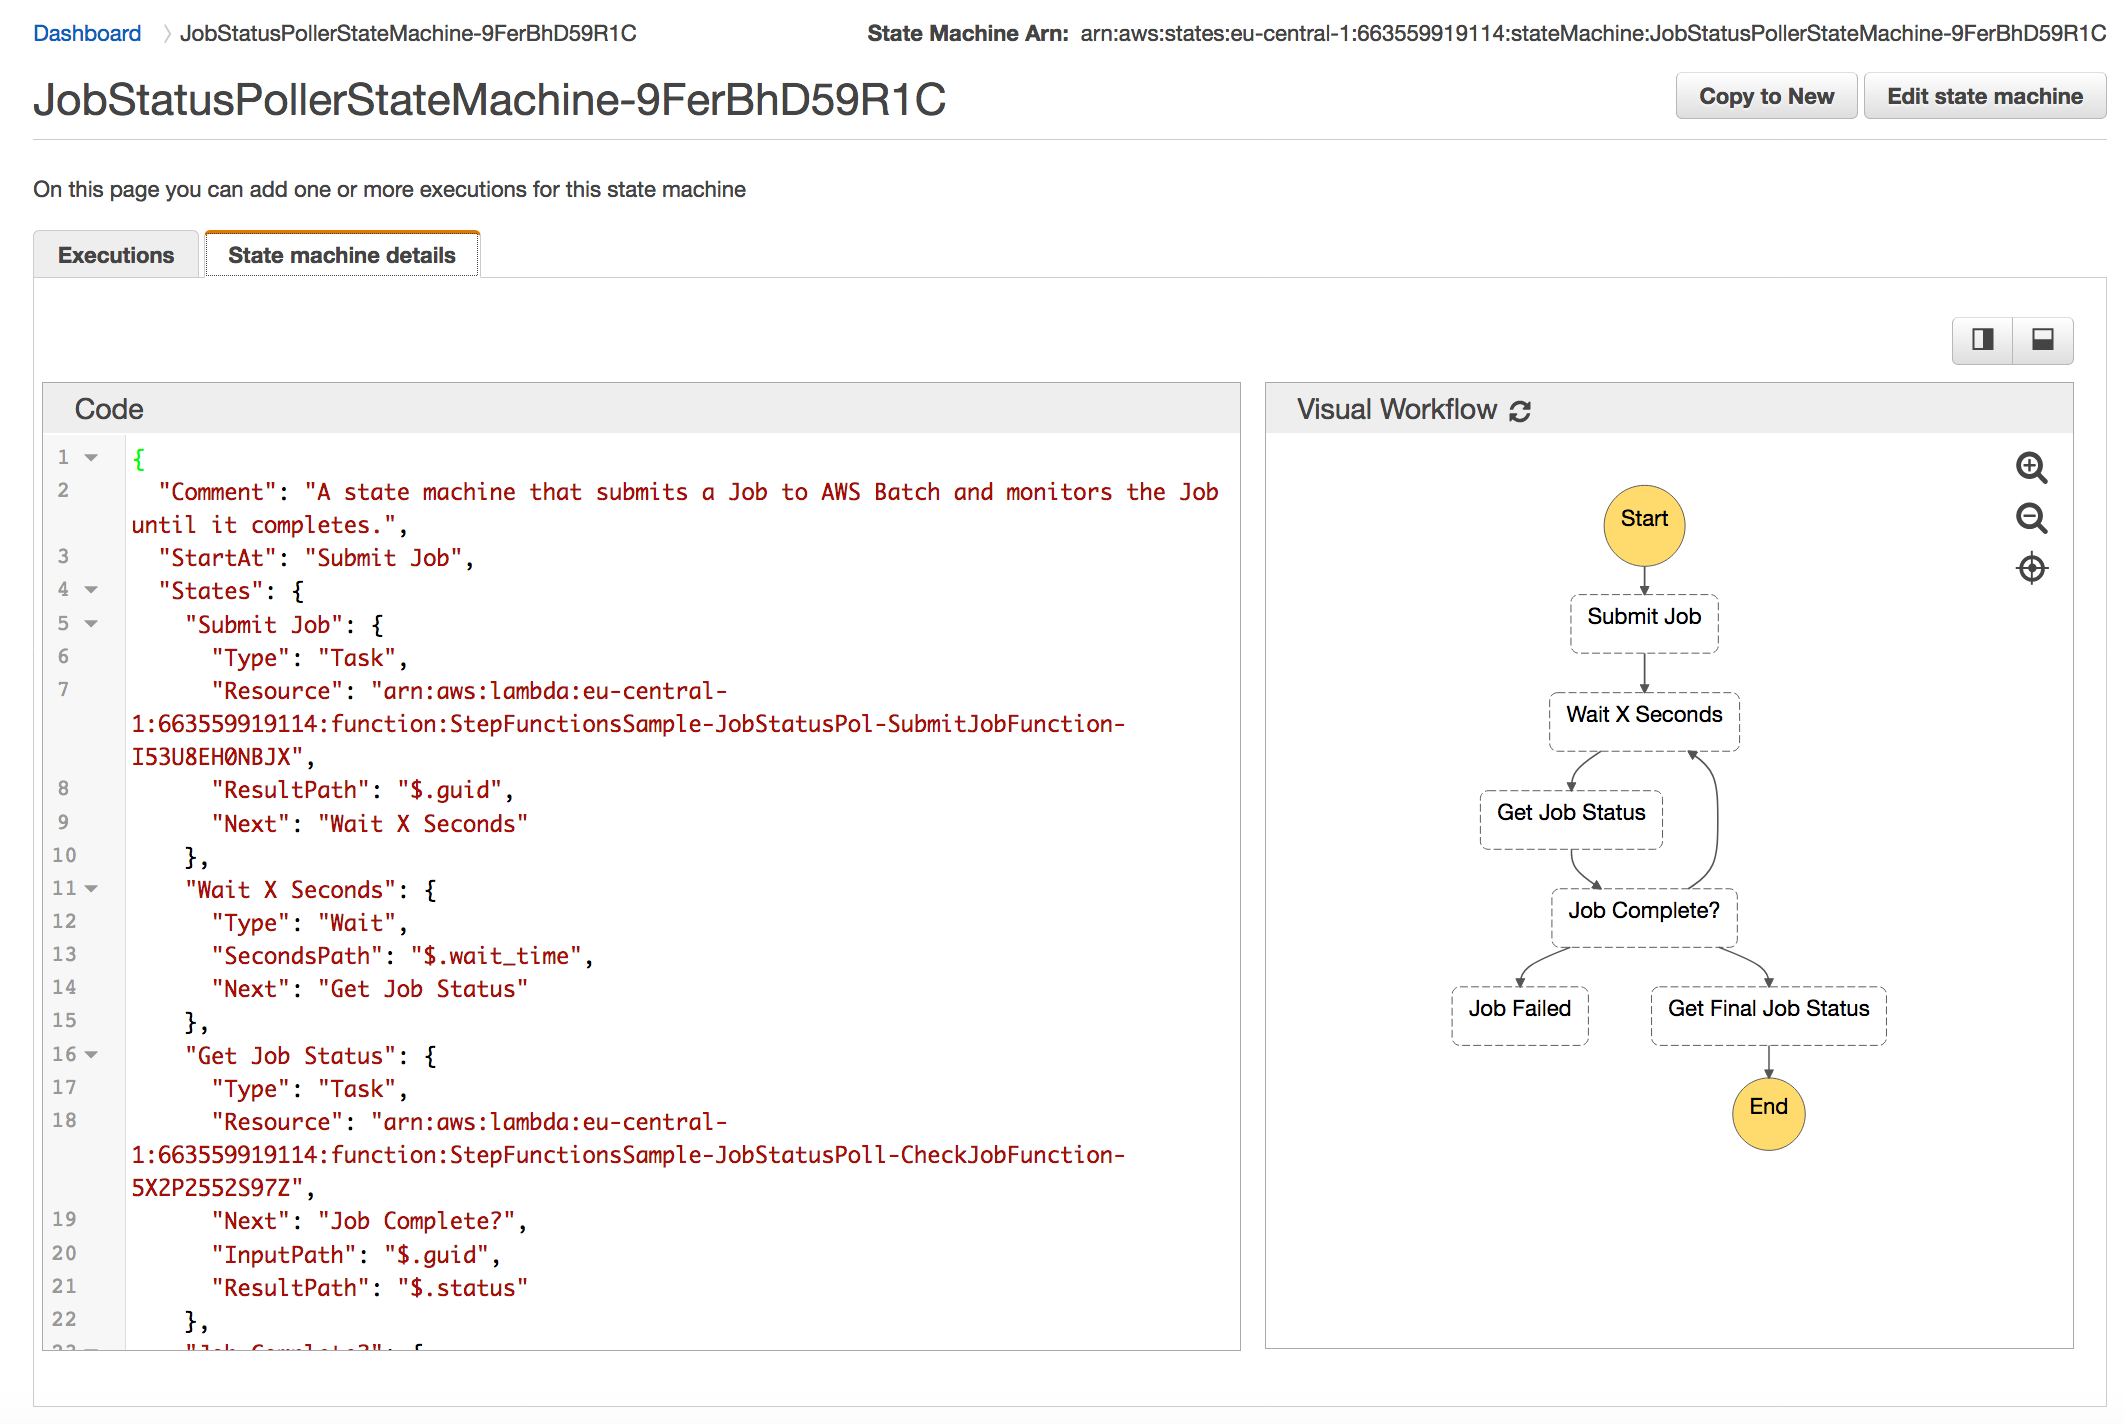 Dashboard JobStatusPollerStateMachine-9FerBhD59R1C State Machine Arn: arn:aws:states:eu-central-1:663559919114:stateMachine:JobStatusPollerStateMachine-9FerBhD59R1C
JobStatusPollerStateMachine-9FerBhD59R1C Copy to New Edit state machine
On this page you can add one or more executions for this state machine
Executions State machine details
Code
1 {
2 "Comment": "A state machine that submits a Job to AWS Batch and monitors the Job
until it completes.",
3 "StartAt": "Submit Job",
4 "States": {
5 "Submit Job": {
6 "Type": "Task",
7 "Resource": "arn:aws:lambda:eu-central-
1:663559919114:function:StepFunctionsSample-JobStatusPol-SubmitJobFunction-
I53U8EH0NBJX",
8 "ResultPath": "$.guid",
9 "Next": "Wait X Seconds"
10 },
11 "Wait X Seconds": {
12 "Type": "Wait",
13 "SecondsPath": "$.wait_time",
14 "Next": "Get Job Status"
15 },
16 "Get Job Status": {
17 "Type": "Task",
18 "Resource": "arn:aws:lambda:eu-central-
1:663559919114:function:StepFunctionsSample-JobStatusPoll-CheckJobFunction-
5X2P2552S97Z",
19 "Next": "Job Complete?",
20 "InputPath": "$.guid",
21 "ResultPath": "$.status"
22 },
23 "Job Complete?": {
Visual Workflow
Start
Submit Job
Wait X Seconds
Get Job Status
Job Complete?
Job Failed Get Final Job Status
End